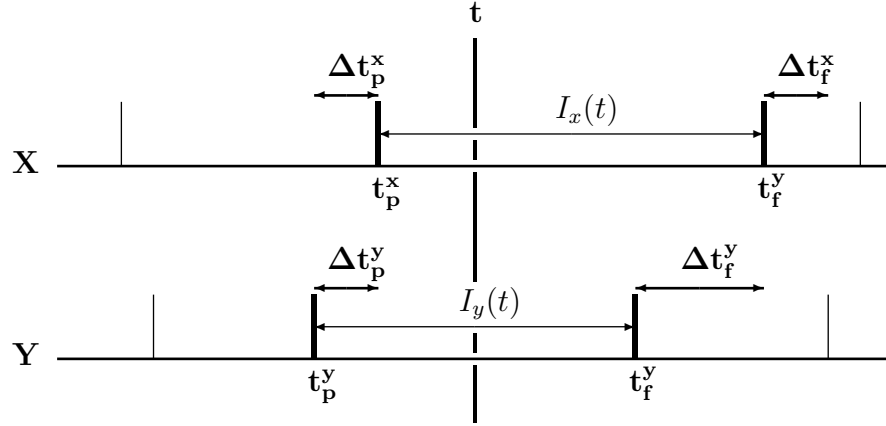 t
Δt_p^x Δt_f^x
I_x(t)
X
t_p^x t_f^y
Δt_p^y Δt_f^y
I_y(t)
Y
t_p^y t_f^y